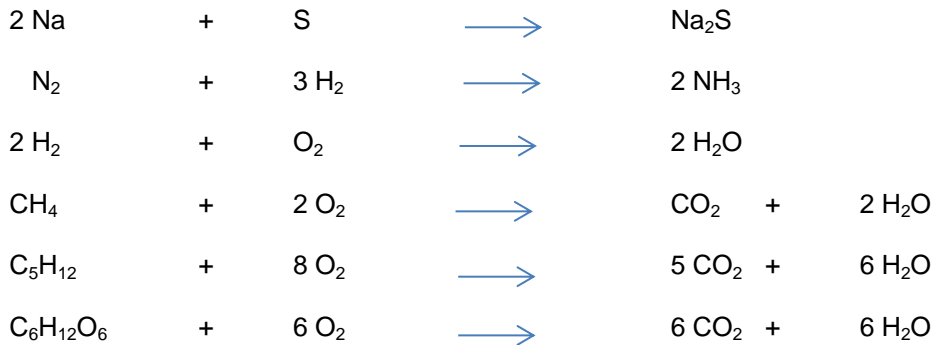 2 Na + S ⟶ Na₂S
N₂ + 3 H₂ ⟶ 2 NH₃
2 H₂ + O₂ ⟶ 2 H₂O
CH₄ + 2 O₂ ⟶ CO₂ + 2 H₂O
C₅H₁₂ + 8 O₂ ⟶ 5 CO₂ + 6 H₂O
C₆H₁₂O₆ + 6 O₂ ⟶ 6 CO₂ + 6 H₂O